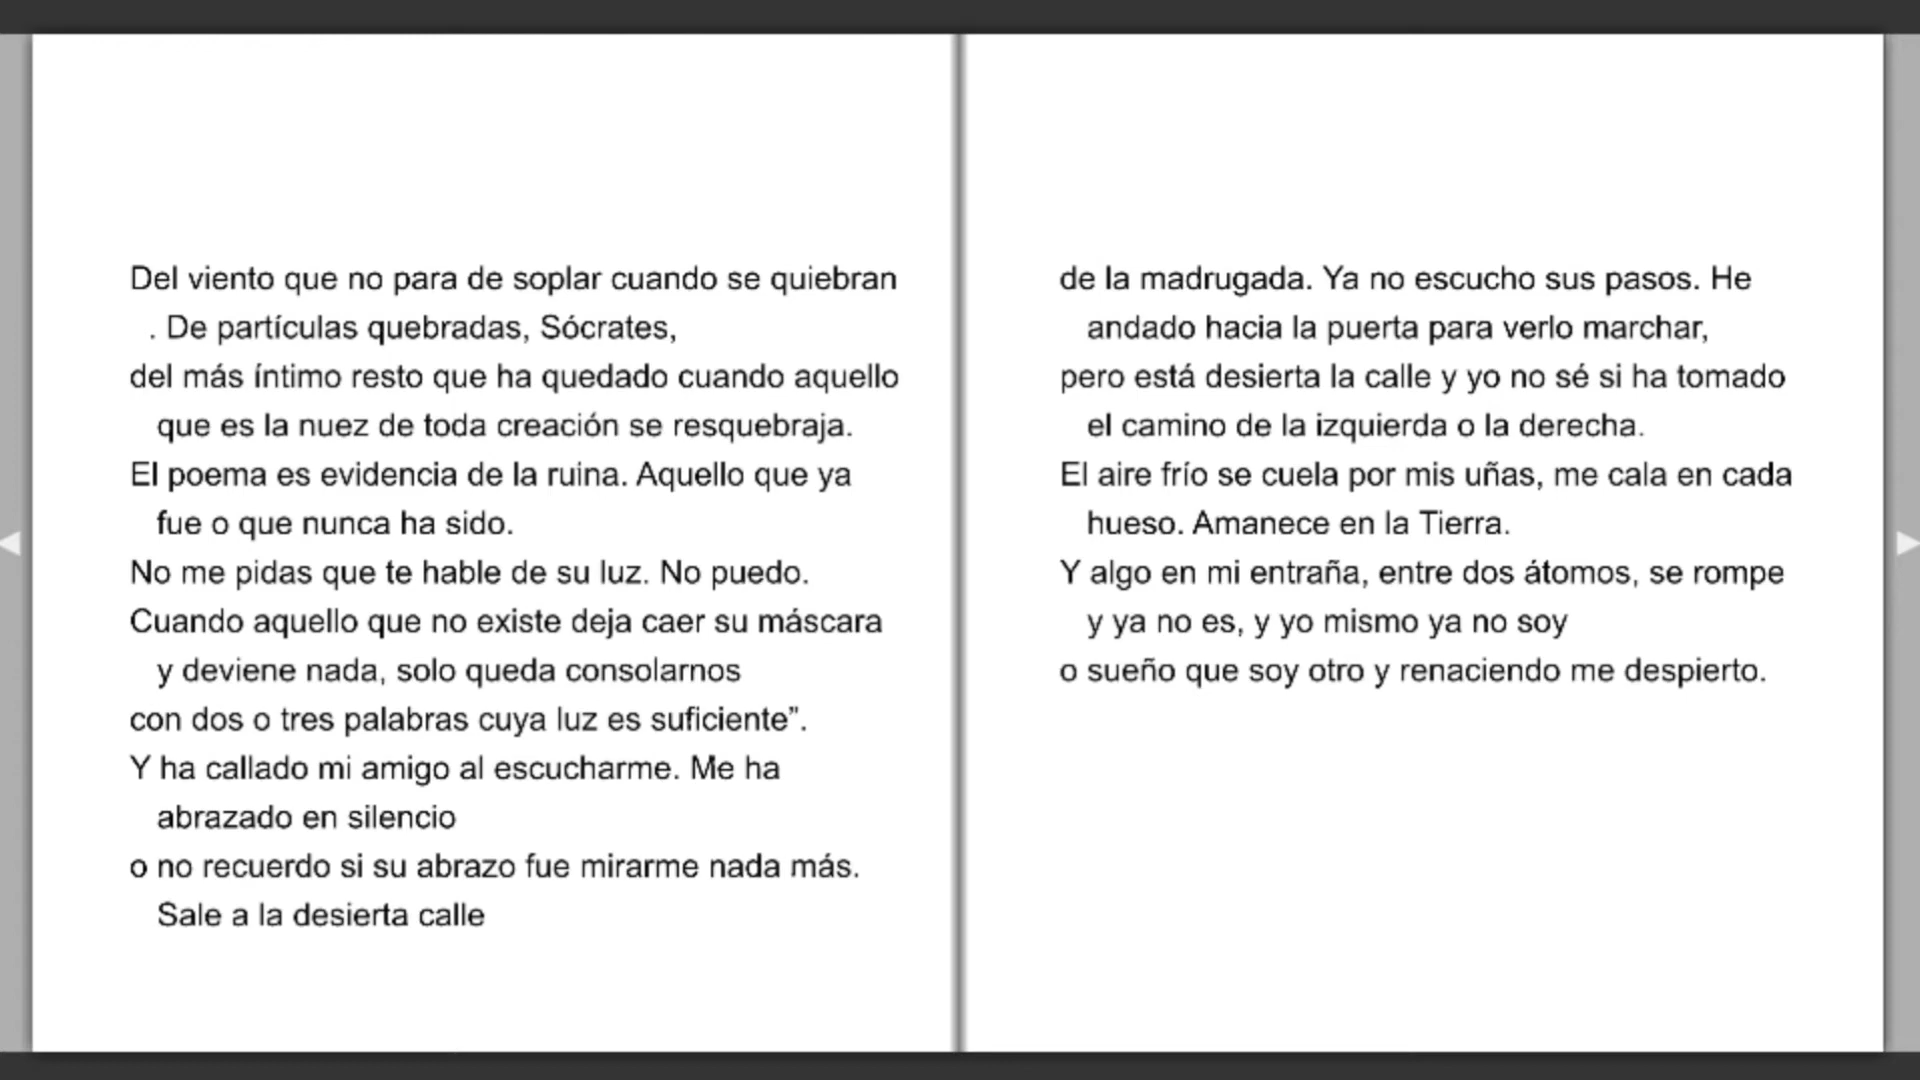 Del viento que no para de soplar cuando se quiebran
. De partículas quebradas, Sócrates,
del más íntimo resto que ha quedado cuando aquello
que es la nuez de toda creación se resquebraja.
El poema es evidencia de la ruina. Aquello que ya
fue o que nunca ha sido.
No me pidas que te hable de su luz. No puedo.
Cuando aquello que no existe deja caer su máscara
y deviene nada, solo queda consolarnos
con dos o tres palabras cuya luz es suficiente”.
Y ha callado mi amigo al escucharme. Me ha
abrazado en silencio
o no recuerdo si su abrazo fue mirarme nada más.
Sale a la desierta calle
de la madrugada. Ya no escucho sus pasos. He
andado hacia la puerta para verlo marchar,
pero está desierta la calle y yo no sé si ha tomado
el camino de la izquierda o la derecha.
El aire frío se cuela por mis uñas, me cala en cada
hueso. Amanece en la Tierra.
Y algo en mi entraña, entre dos átomos, se rompe
y ya no es, y yo mismo ya no soy
o sueño que soy otro y renaciendo me despierto.